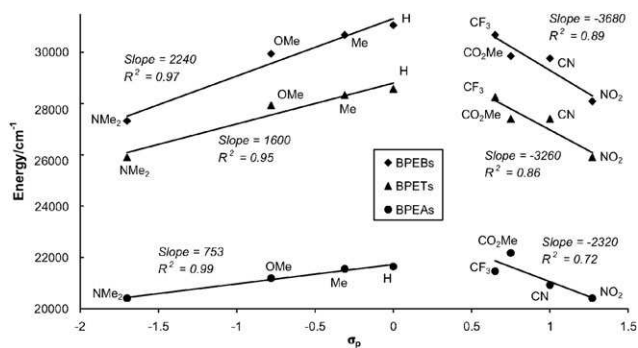 Energy/cm⁻¹
30000
28000
26000
24000
22000
20000
-2 -1.5 -1 -0.5 0 0.5 1 1.5
σₚ
Slope = 2240
R² = 0.97
NMe₂
OMe
Me
H
Slope = -3680
R² = 0.89
CF₃
CO₂Me
CN
NO₂
Slope = 1600
R² = 0.95
NMe₂
OMe
Me
H
Slope = -3260
R² = 0.86
CF₃
CO₂Me
CN
NO₂
BPEBs
BPETs
BPEAs
Slope = 753
R² = 0.99
NMe₂
OMe
Me
H
Slope = -2320
R² = 0.72
CO₂Me
CF₃
CN
NO₂